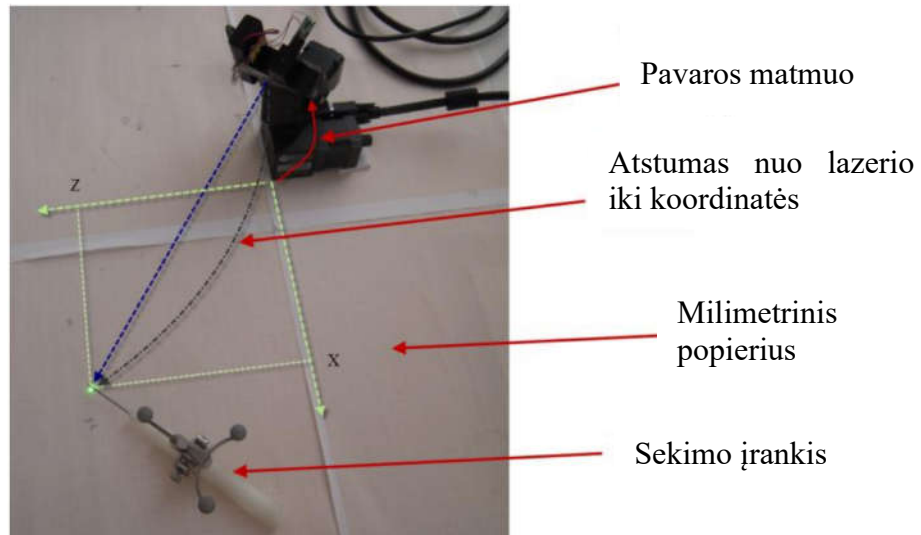 Pavaros matmuo
Atstumas nuo lazerio
iki koordinatės
z
x
Milimetrinis
popierius
Sekimo įrankis